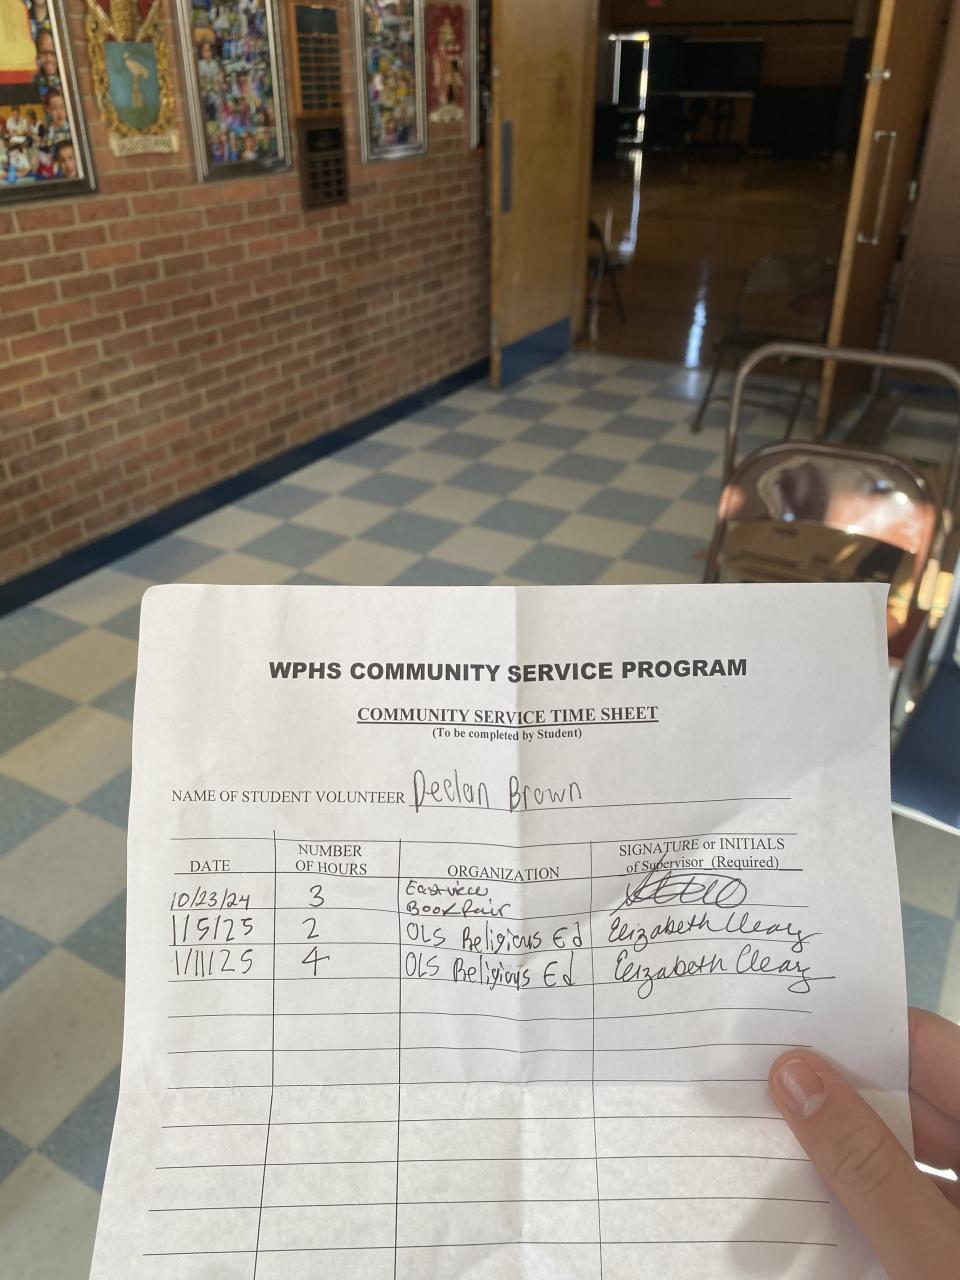 WPHS COMMUNITY SERVICE PROGRAM
COMMUNITY SERVICE TIME SHEET
(To be completed by Student)
NAME OF STUDENT VOLUNTEER Deelan Brown
DATE NUMBER OF HOURS ORGANIZATION SIGNATURE or INITIALS of Supervisor (Required)
10/23/24 3 Eastview Book Fair
1/5/25 2 OLS Religious Ed Elizabeth Cleary
1/11/25 4 OLS Religious Ed Elizabeth Cleary